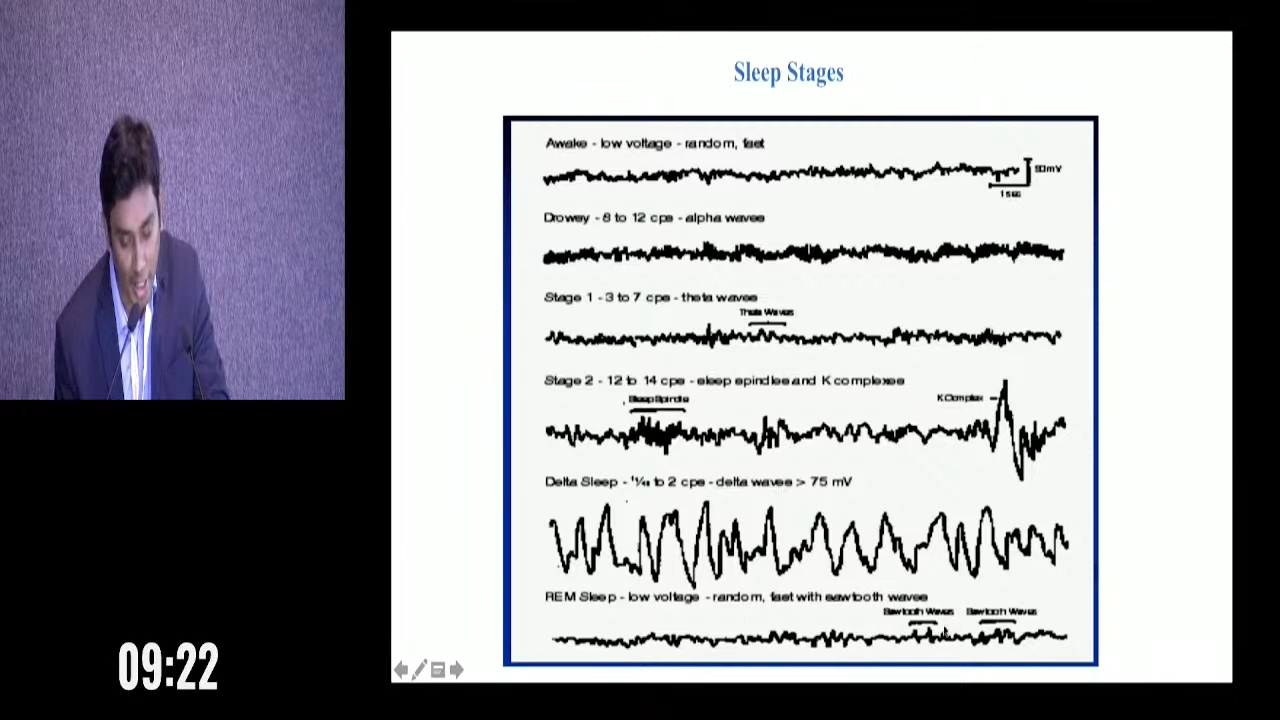 Sleep Stages
Awake - low voltage - random, fast
50mV
1 sec
Drowsy - 8 to 12 cps - alpha waves
Stage 1 - 3 to 7 cps - theta waves
Theta Waves
Stage 2 - 12 to 14 cps - sleep spindles and K complexes
Sleep Spindle
K Complex
Delta Sleep - to 2 cps - delta waves > 75 mV
REM Sleep - low voltage - random, fast with sawtooth waves
Sawtooth Waves Sawtooth Waves
09:22